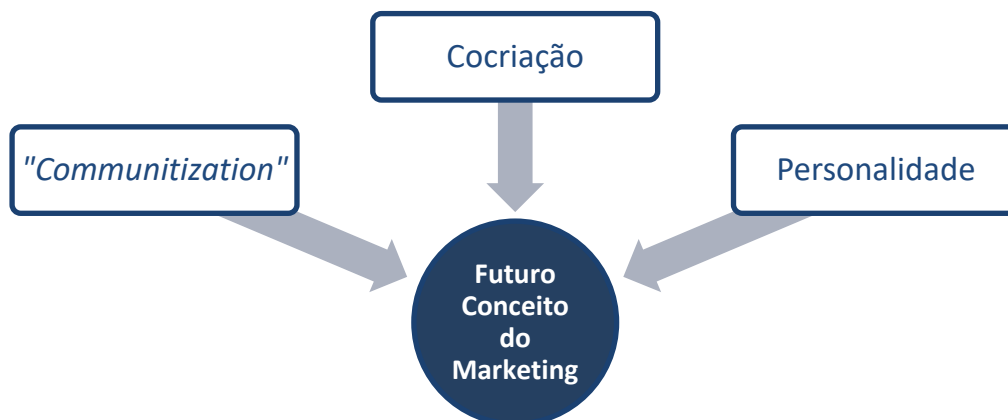 Cocriação
"Communitization"
Personalidade
Futuro
Conceito
do
Marketing